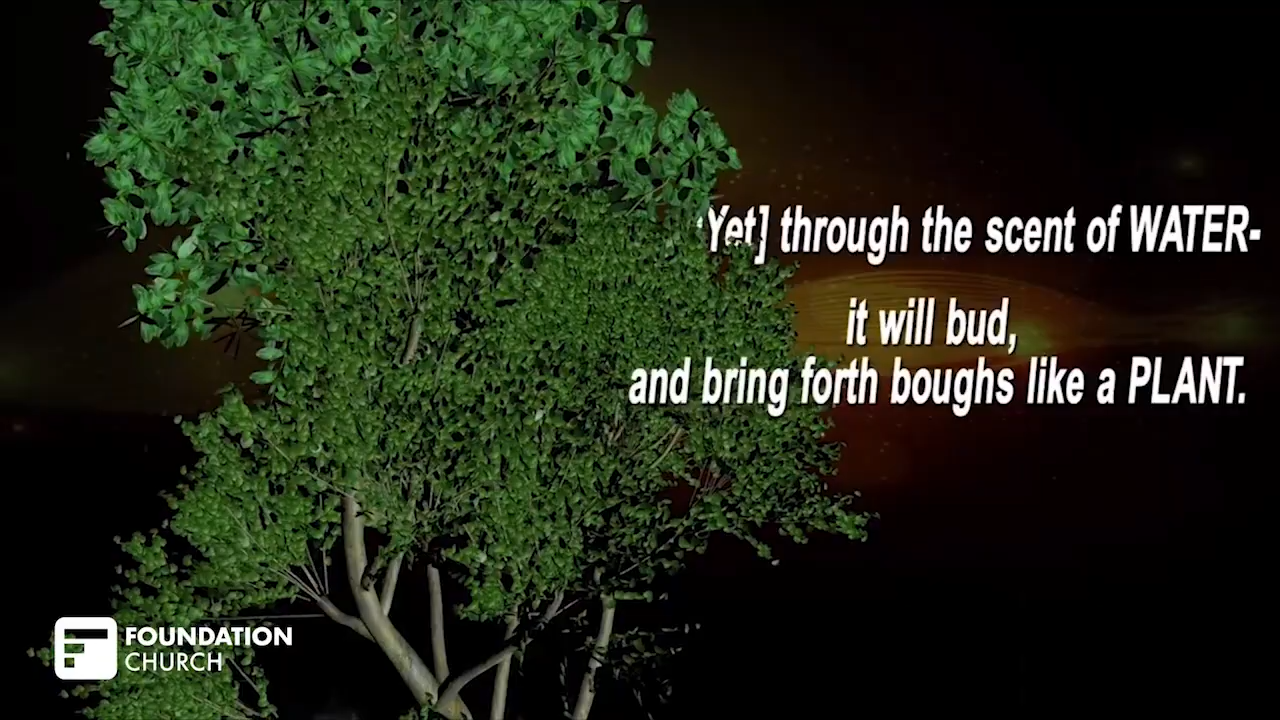 Yet] through the scent of WATER-
it will bud,
and bring forth boughs like a PLANT.
FOUNDATION
CHURCH